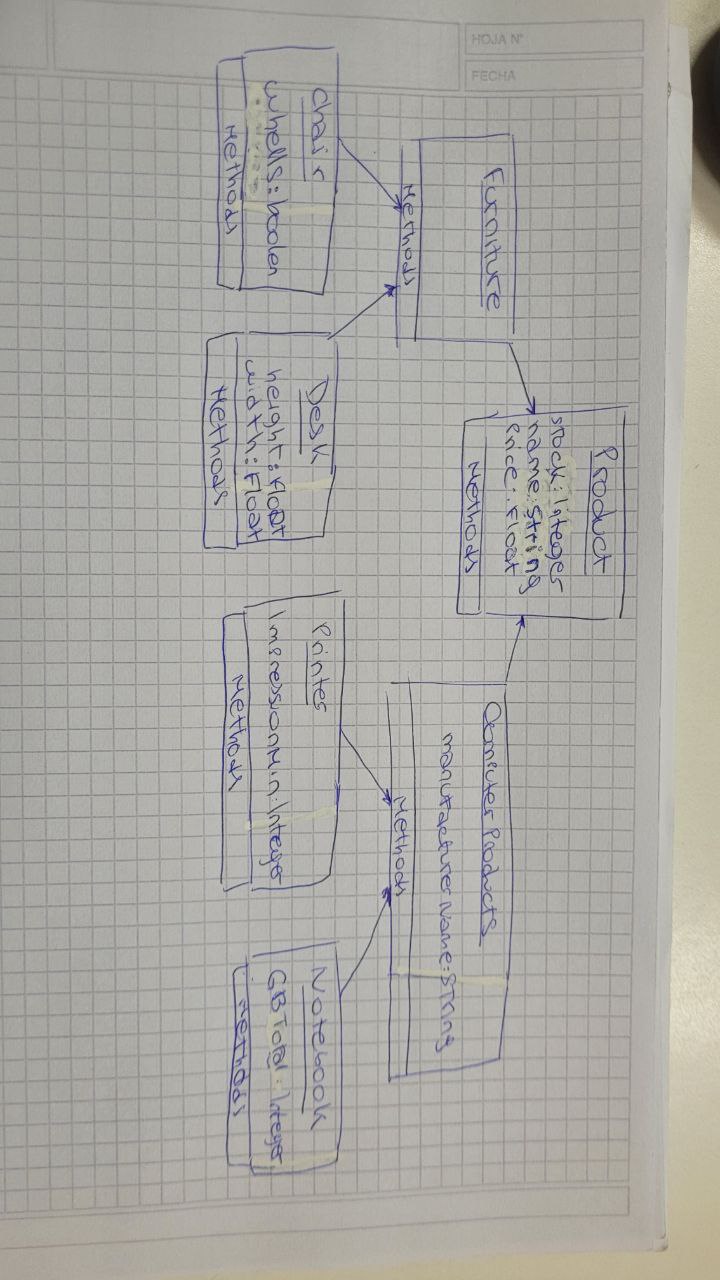 HOJA N°
FECHA
Product
stock: Integer
name: String
Price: Float
Methods
Furniture
Methods
Computer Products
manufacturerName: String
Methods
Chair
whells: boolen
Methods
Desk
height: Float
width: Float
Methods
Printer
ImpressionMin: Integer
Methods
Notebook
GBTotal: Integer
Methods